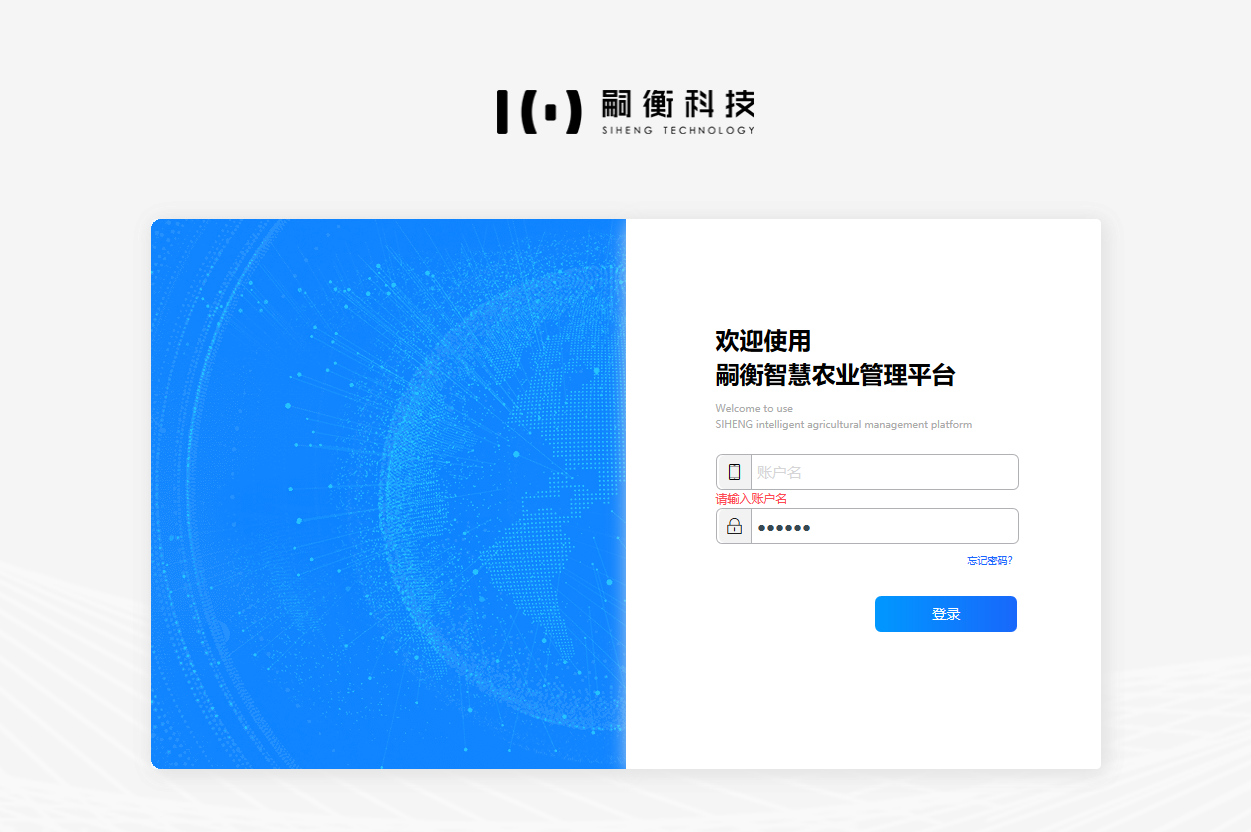 嗣衡科技
SIHENG TECHNOLOGY
欢迎使用
嗣衡智慧农业管理平台
Welcome to use
SIHENG intelligent agricultural management platform
账户名
请输入账户名
••••••
忘记密码?
登录